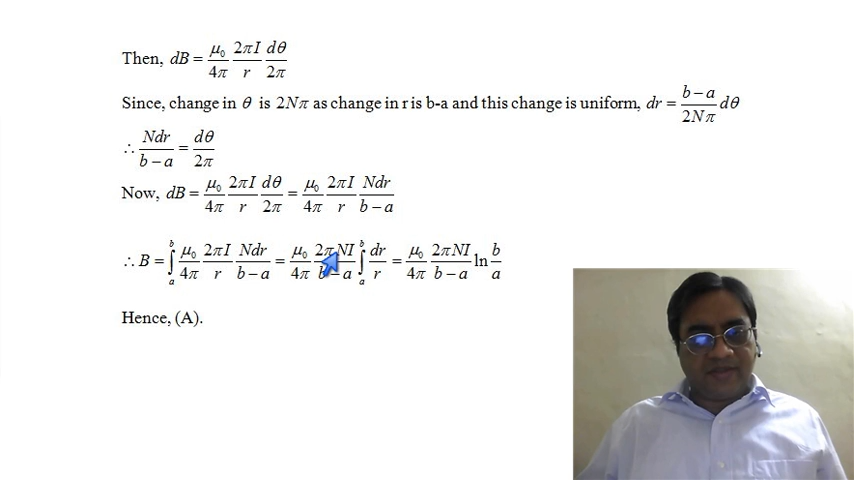 Then, dB = μ₀/4π 2πI/r dθ/2π
Since, change in θ is 2Nπ as change in r is b-a and this change is uniform, dr = b−a/2Nπ dθ
∴ Ndr/b−a = dθ/2π
Now, dB = μ₀/4π 2πI/r dθ/2π = μ₀/4π 2πI/r Ndr/b−a
∴ B = ∫ₐᵇ μ₀/4π 2πI/r Ndr/b−a = μ₀/4π 2πNI/b−a ∫ₐᵇ dr/r = μ₀/4π 2πNI/b−a ln b/a
Hence, (A).